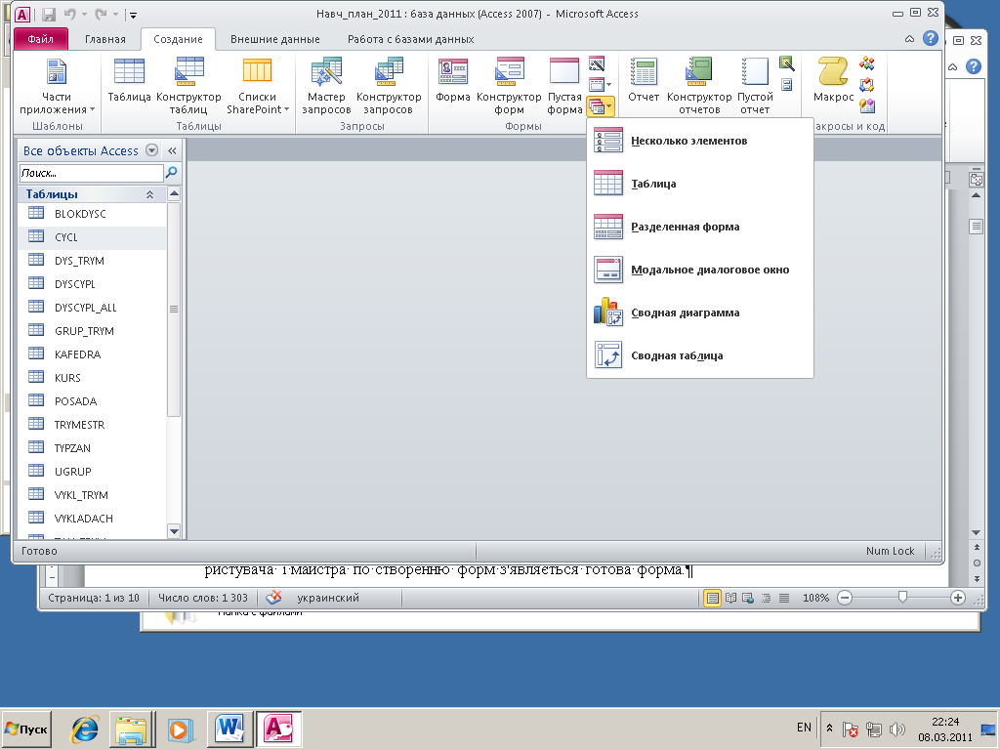 Навч_план_2011 : база данных (Access 2007) - Microsoft Access
Файл
Главная
Создание
Внешние данные
Работа с базами данных
Части приложения
Таблица
Конструктор таблиц
Списки SharePoint
Мастер запросов
Конструктор запросов
Форма
Конструктор форм
Пустая форма
Отчет
Конструктор отчетов
Пустой отчет
Макрос
Шаблоны
Таблицы
Запросы
Формы
акросы и код
Все объекты Access
Поиск...
Таблицы
BLOKDYSC
CYCL
DYS_TRYM
DYSCYPL
DYSCYPL_ALL
GRUP_TRYM
KAFEDRA
KURS
POSADA
TRYMESTR
TYPZAN
UGRUP
VYKL_TRYM
VYKLADACH
Несколько элементов
Таблица
Разделенная форма
Модальное диалоговое окно
Сводная диаграмма
Сводная таблица
Готово
Num Lock
ристувача і майстра по створенню форм з'являється готова форма.¶
Страница: 1 из 10
Число слов: 1 303
украинский
108%
Папка с файлами
Пуск
EN
22:24
08.03.2011